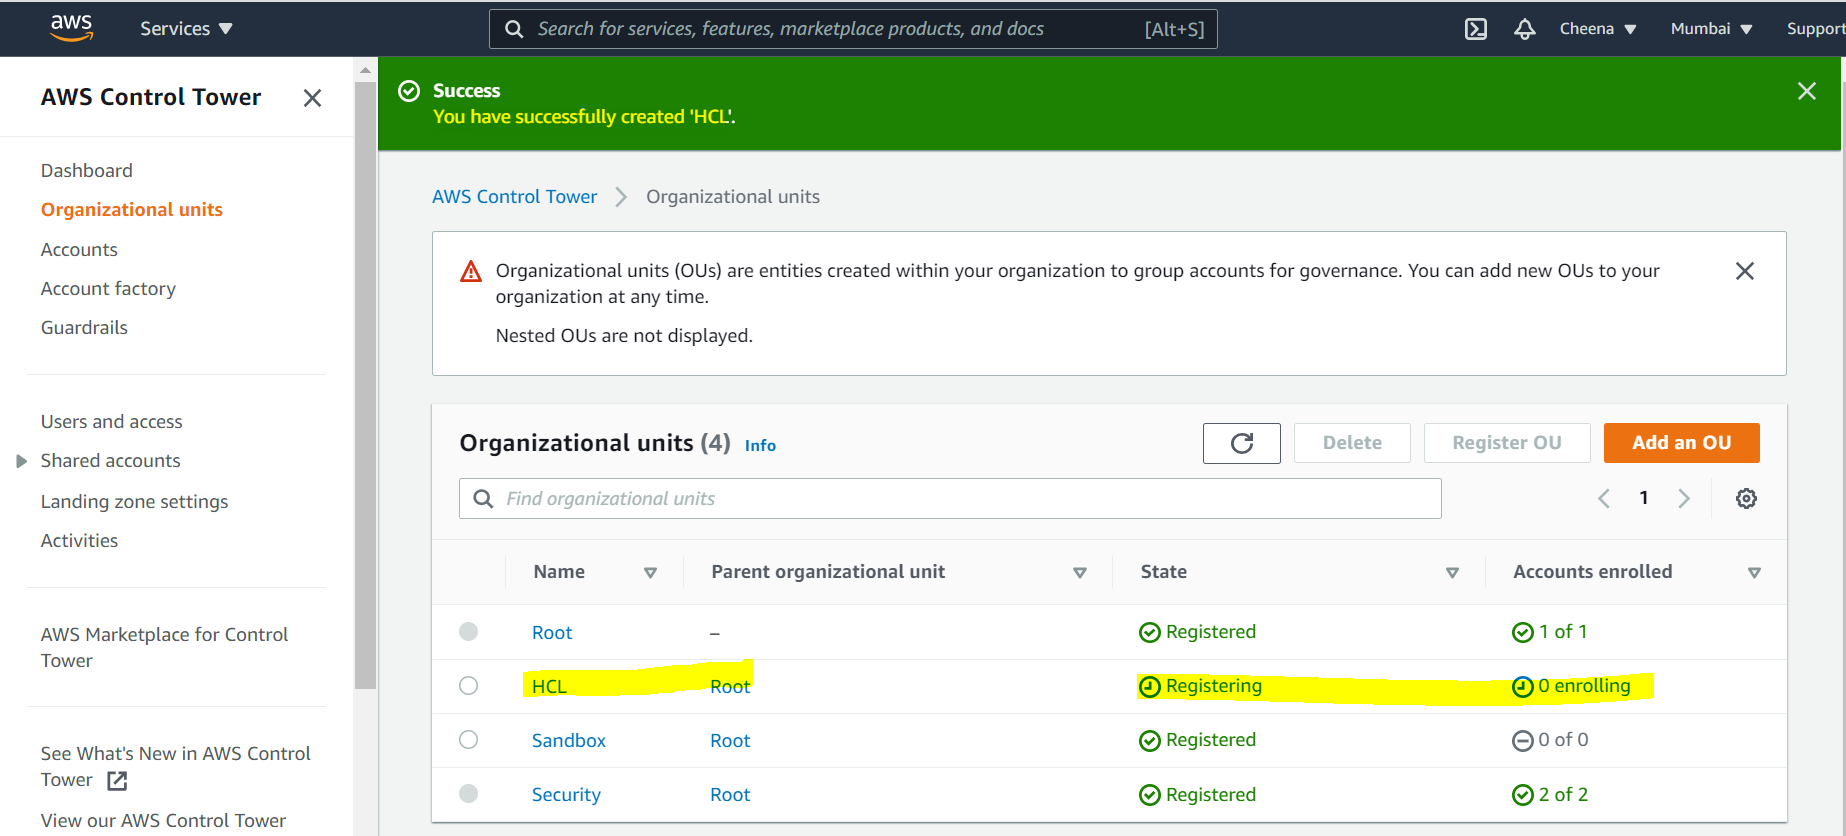 aws
Services
Search for services, features, marketplace products, and docs
[Alt+S]
Cheena
Mumbai
Support
AWS Control Tower
Dashboard
Organizational units
Accounts
Account factory
Guardrails
Users and access
Shared accounts
Landing zone settings
Activities
AWS Marketplace for Control
Tower
See What's New in AWS Control
Tower
View our AWS Control Tower
Success
You have successfully created 'HCL'.
AWS Control Tower > Organizational units
Organizational units (OUs) are entities created within your organization to group accounts for governance. You can add new OUs to your
organization at any time.
Nested OUs are not displayed.
Organizational units (4) Info
Delete
Register OU
Add an OU
Find organizational units
1
Name Parent organizational unit State Accounts enrolled
Root – Registered 1 of 1
HCL Root Registering 0 enrolling
Sandbox Root Registered 0 of 0
Security Root Registered 2 of 2